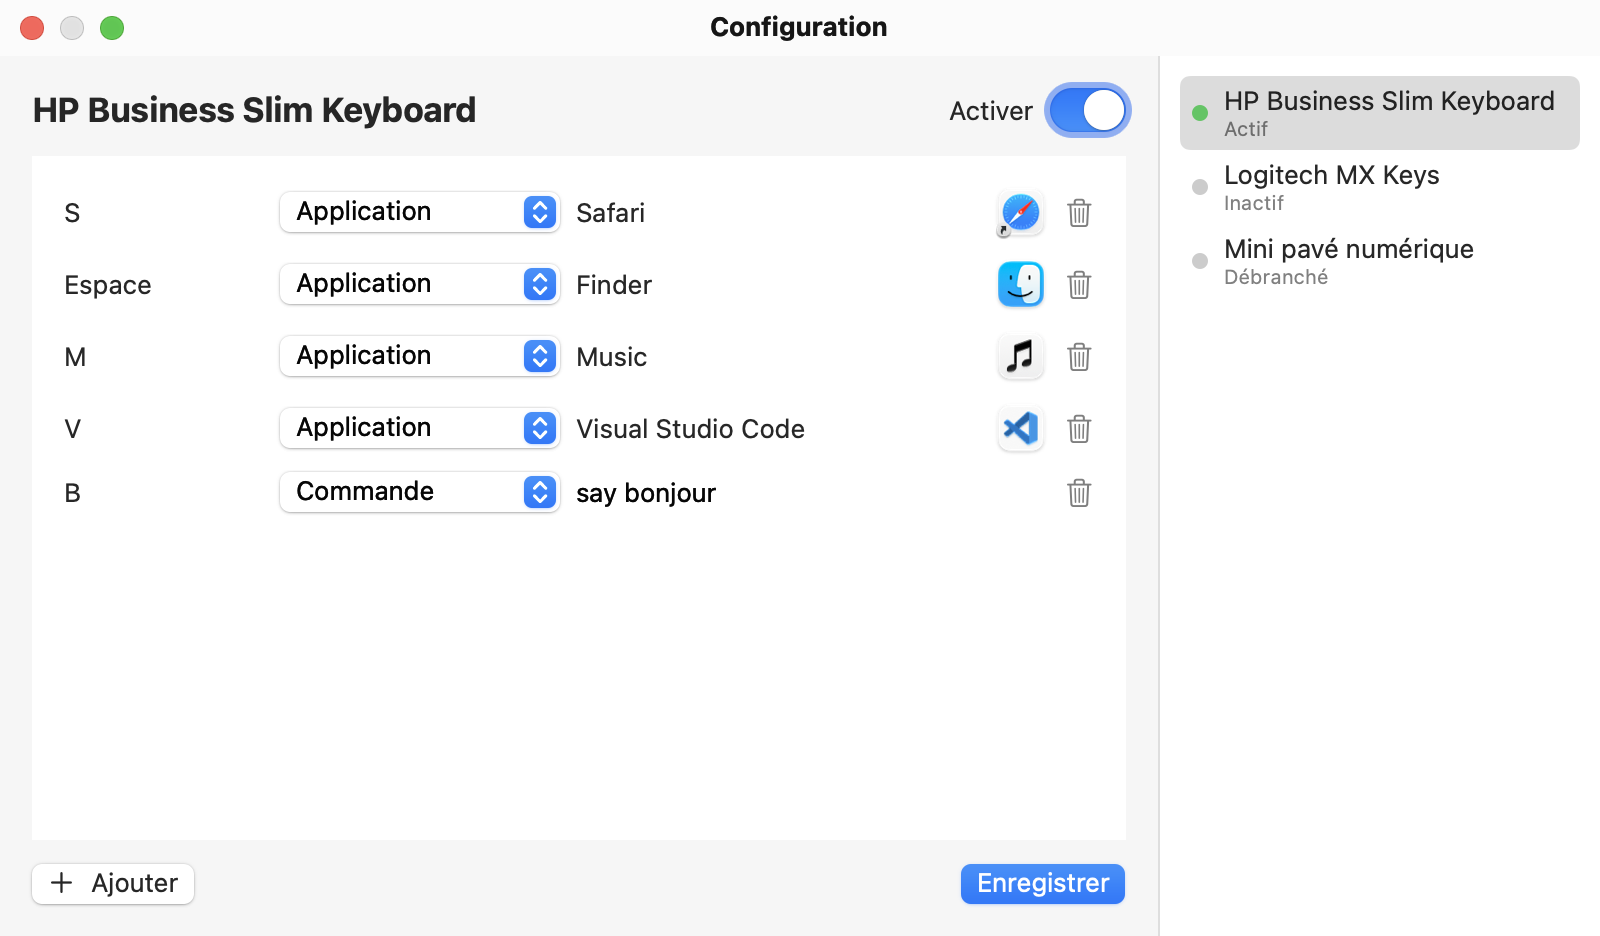 Configuration
HP Business Slim Keyboard
Activer
S Application Safari
Espace Application Finder
M Application Music
V Application Visual Studio Code
B Commande say bonjour
Ajouter
Enregistrer
HP Business Slim Keyboard
Actif
Logitech MX Keys
Inactif
Mini pavé numérique
Débranché